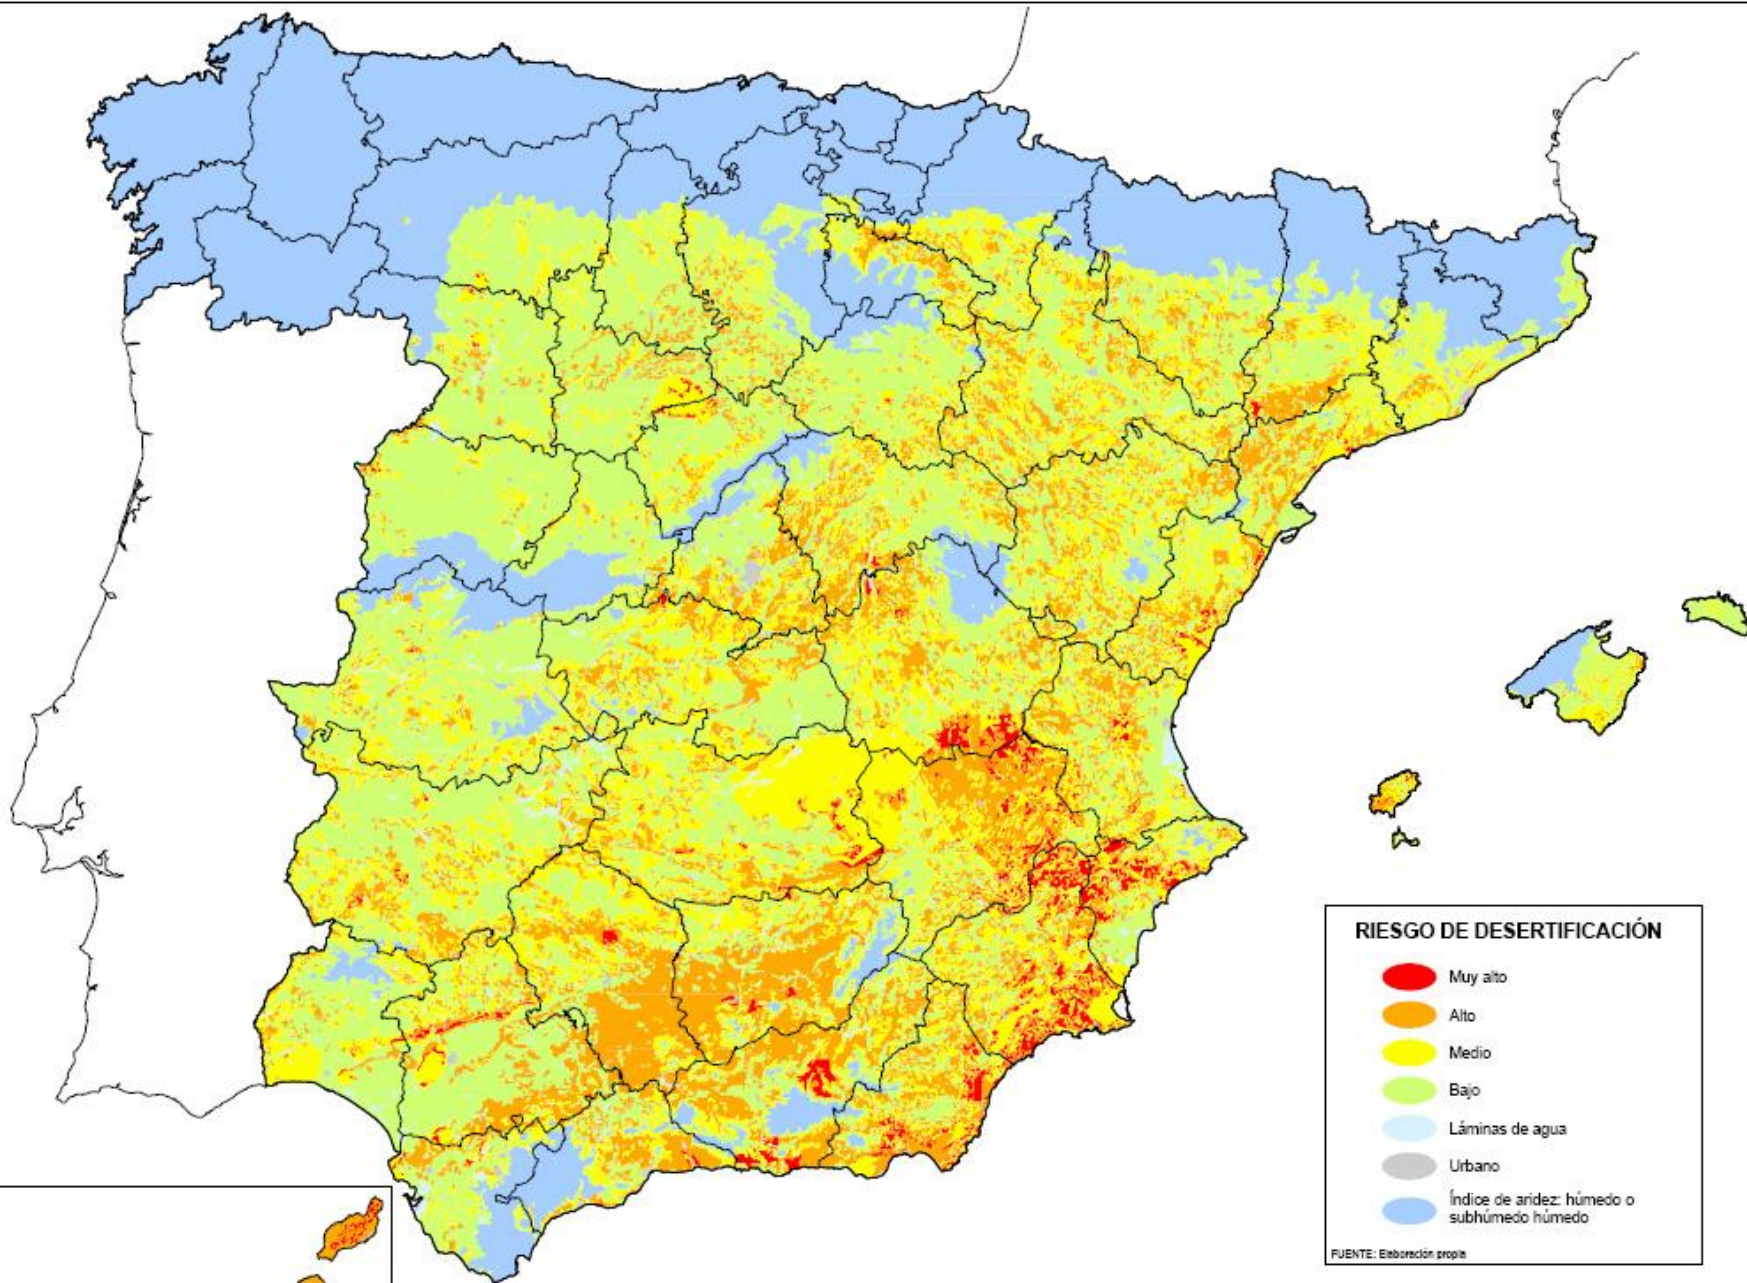 RIESGO DE DESERTIFICACIÓN
Muy alto
Alto
Medio
Bajo
Láminas de agua
Urbano
Índice de aridez: húmedo o
subhúmedo húmedo
FUENTE: Elaboración propia